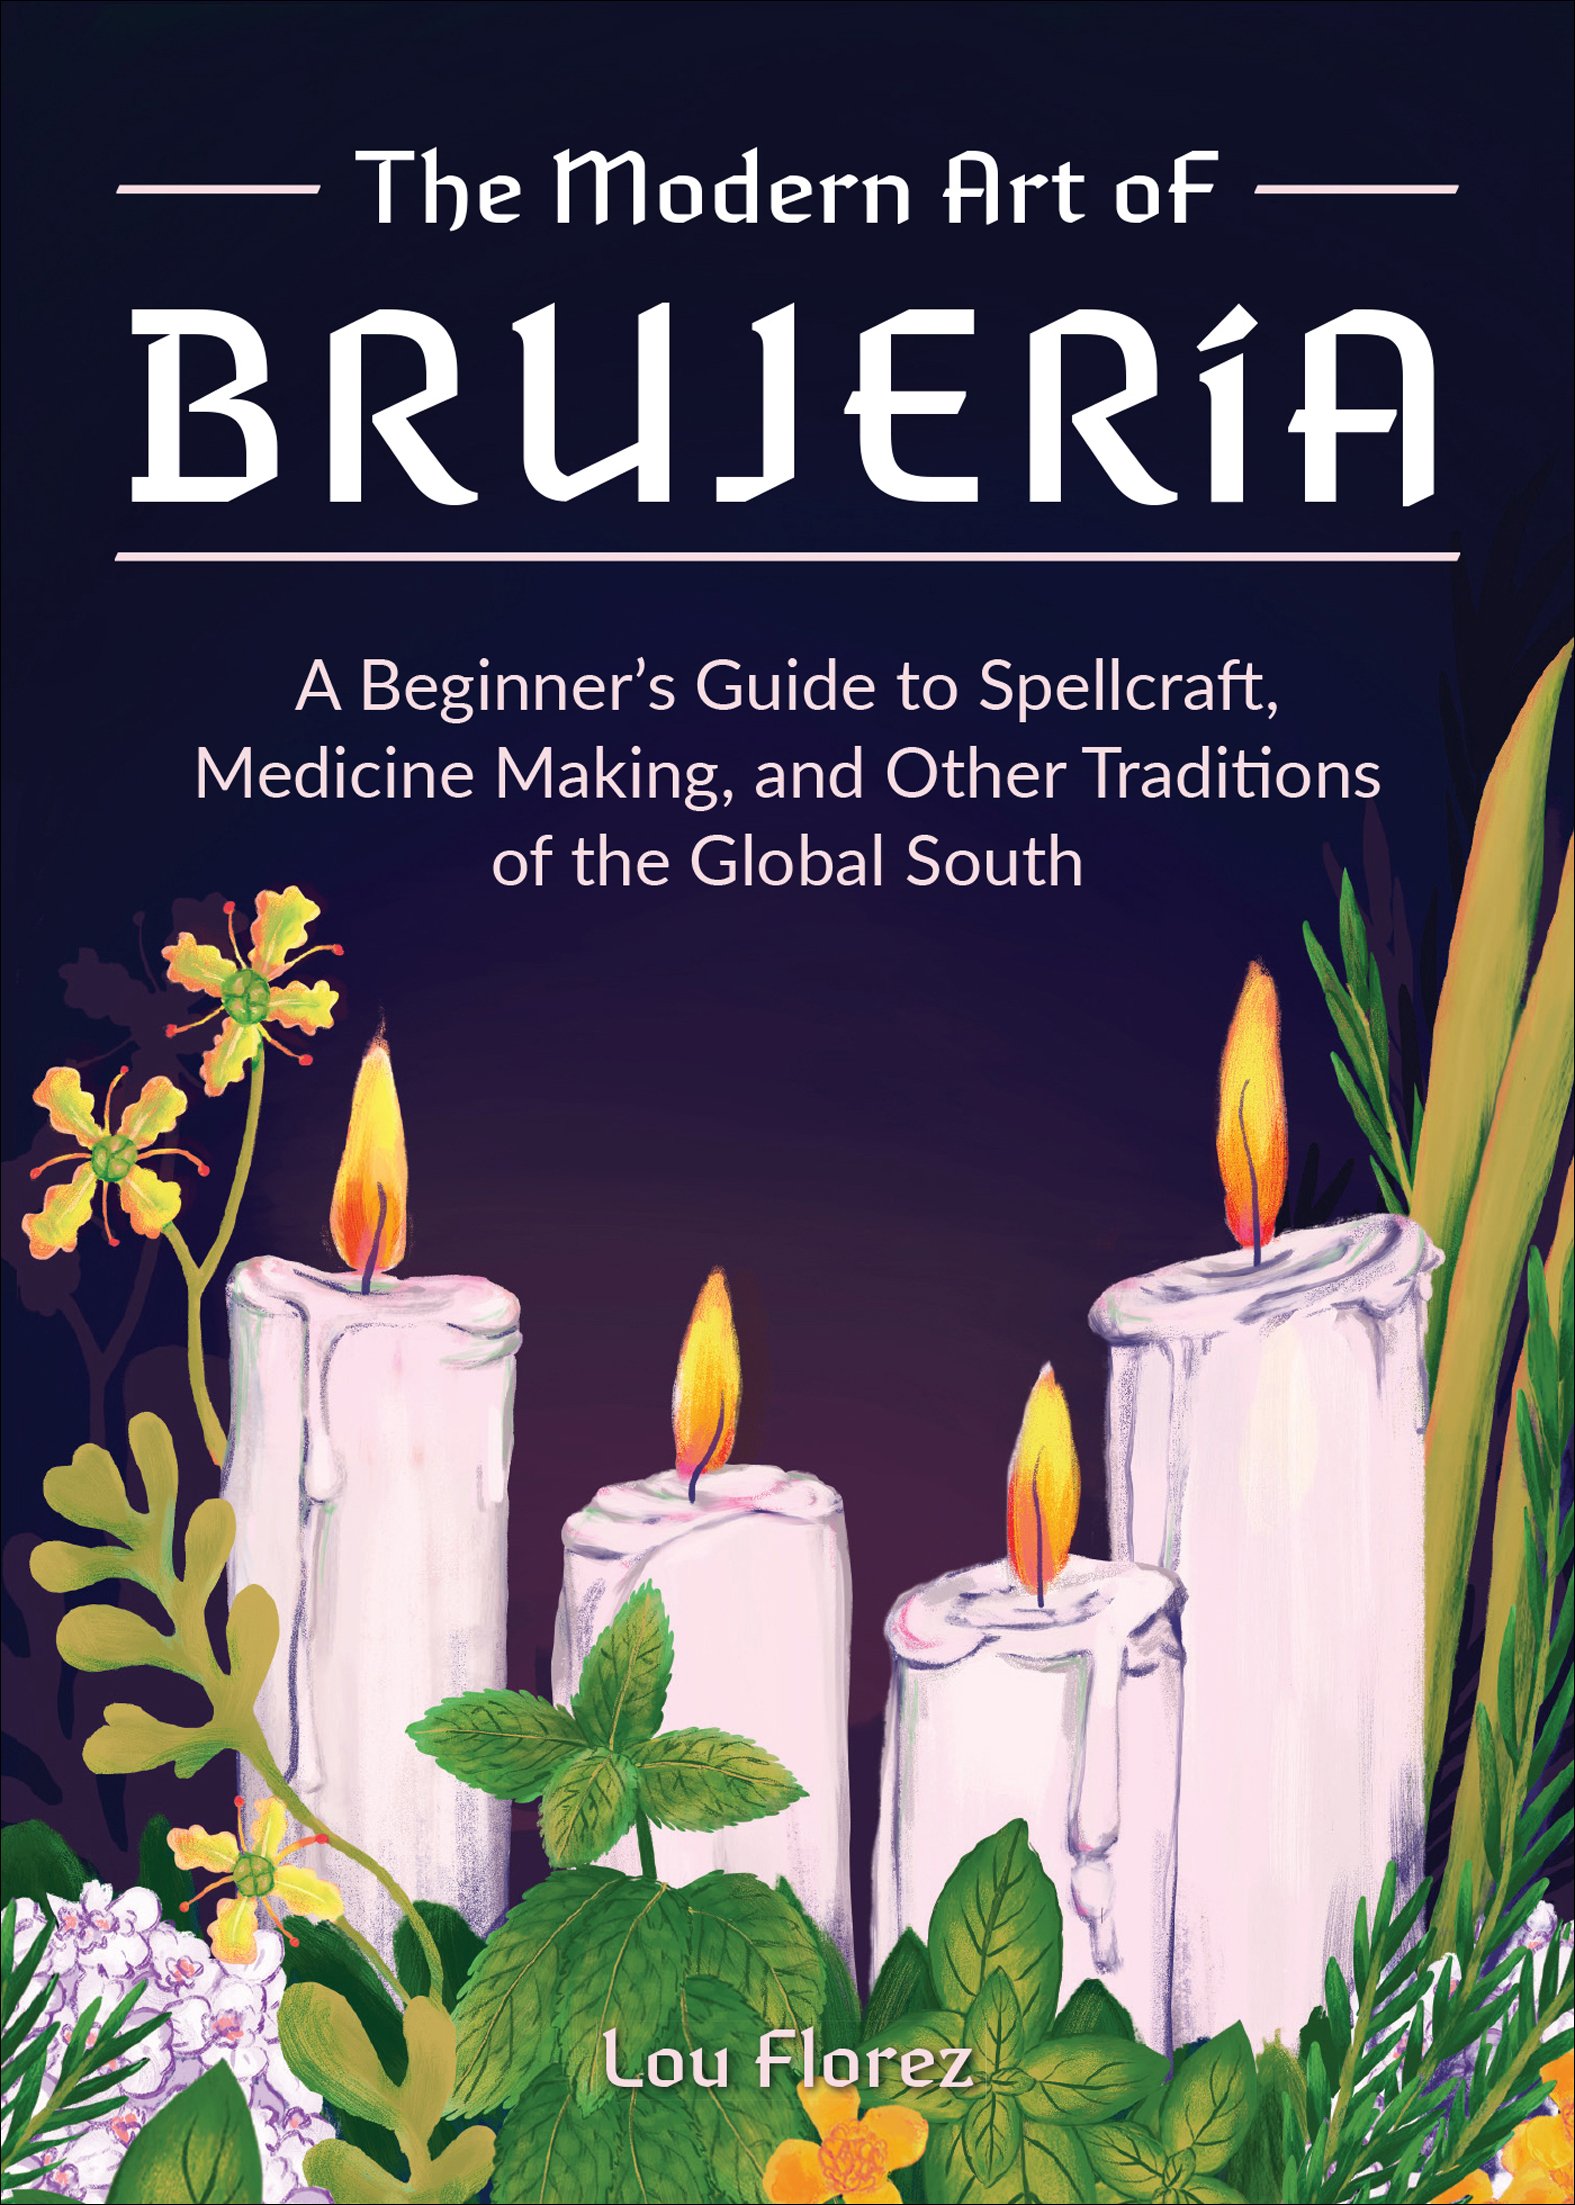 The Modern Art of
BRUJERÍA
A Beginner’s Guide to Spellcraft,
Medicine Making, and Other Traditions
of the Global South
Lou Florez